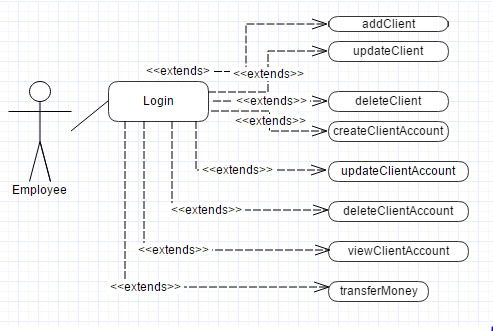 addClient
<<extends>
<<extends>>
updateClient
Login
<<extends>>
deleteClient
<<extends>>
createClientAccount
<<extends>>
updateClientAccount
Employee
<<extends>>
deleteClientAccount
<<extends>>
viewClientAccount
<<extends>>
transferMoney